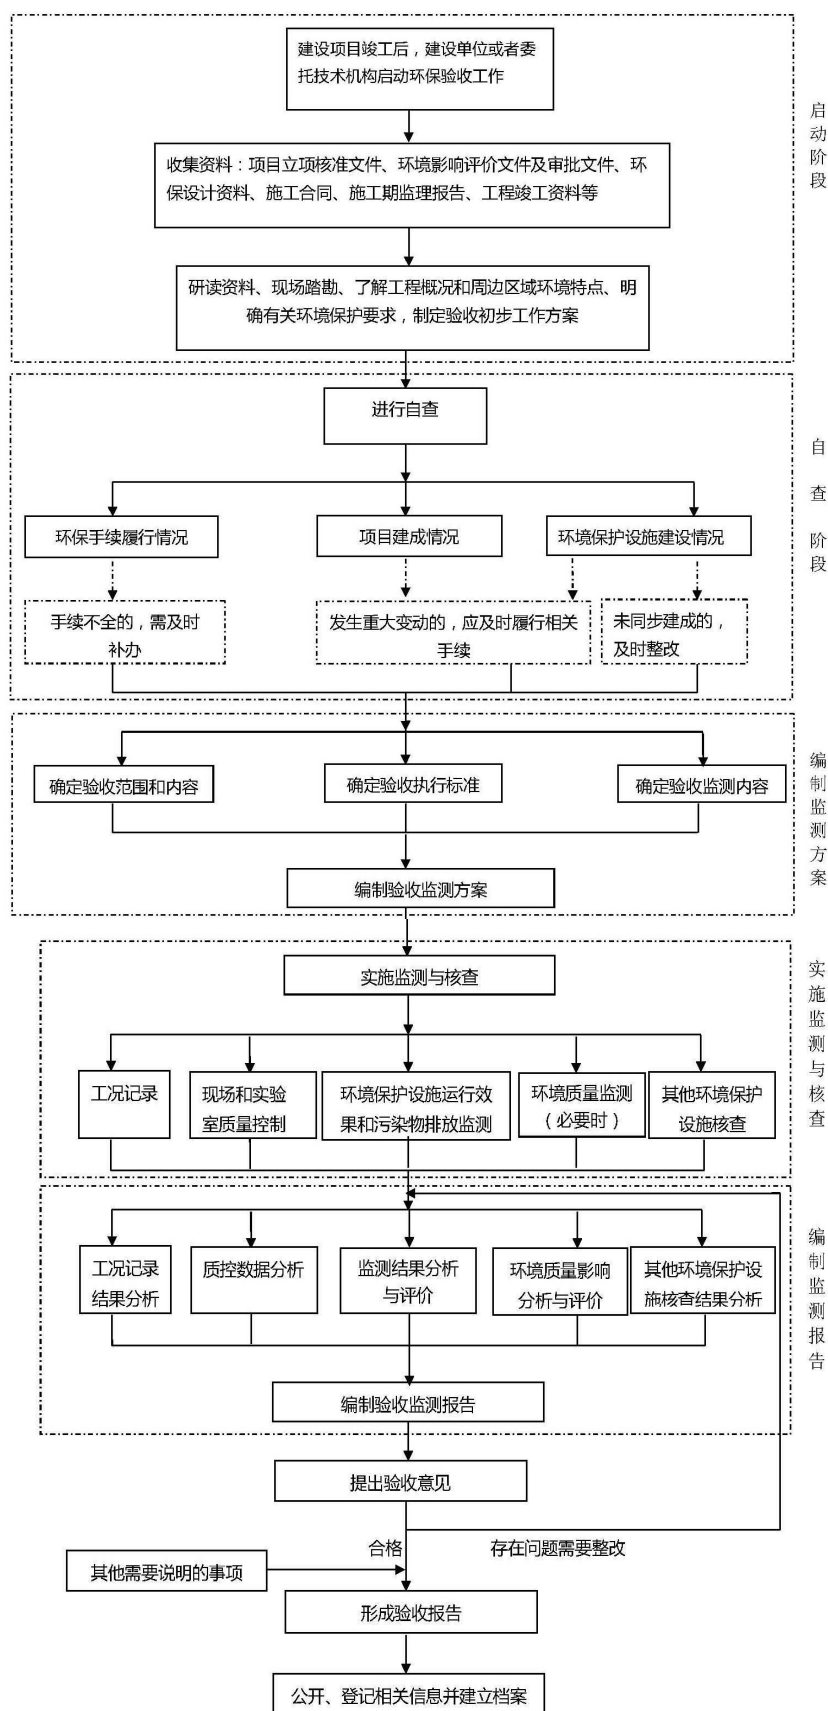 建设项目竣工后，建设单位或者委
托技术机构启动环保验收工作
启动阶段
收集资料：项目立项核准文件、环境影响评价文件及审批文件、环
保设计资料、施工合同、施工期监理报告、工程竣工资料等
研读资料、现场踏勘、了解工程概况和周边区域环境特点、明
确有关环境保护要求，制定验收初步工作方案
进行自查
自查阶段
环保手续履行情况
项目建成情况
环境保护设施建设情况
手续不全的，需及时
补办
发生重大变动的，应及时履行相关
手续
未同步建成的，
及时整改
编制监测方案
确定验收范围和内容
确定验收执行标准
确定验收监测内容
编制验收监测方案
实施监测与核查
实施监测与核查
工况记录
现场和实验
室质量控制
环境保护设施运行效
果和污染物排放监测
环境质量监测
（必要时）
其他环境保护
设施核查
编制监测报告
工况记录
结果分析
质控数据分析
监测结果分析
与评价
环境质量影响
分析与评价
其他环境保护设
施核查结果分析
编制验收监测报告
提出验收意见
合格
存在问题需要整改
其他需要说明的事项
形成验收报告
公开、登记相关信息并建立档案